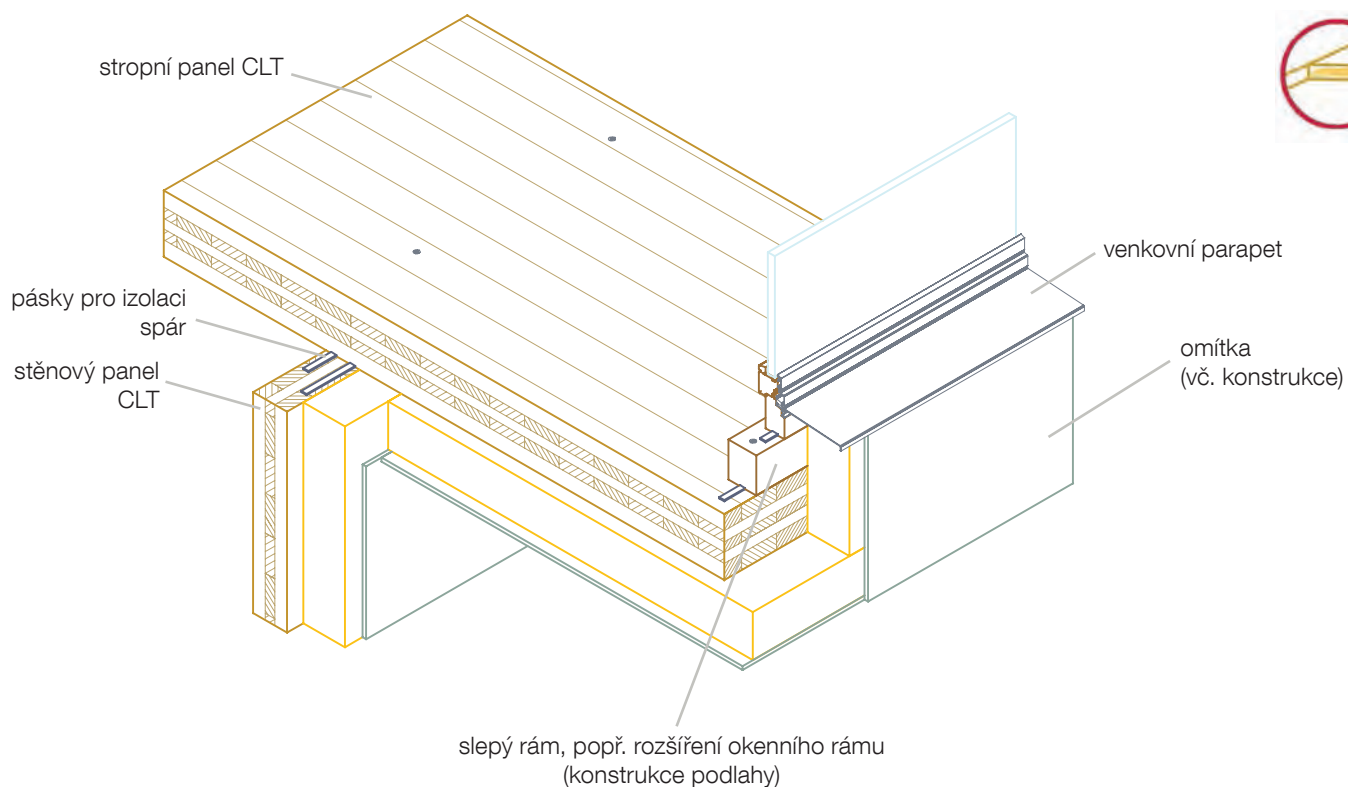 stropní panel CLT
venkovní parapet
pásky pro izolaci
spár
stěnový panel
CLT
omítka
(vč. konstrukce)
slepý rám, popř. rozšíření okenního rámu
(konstrukce podlahy)